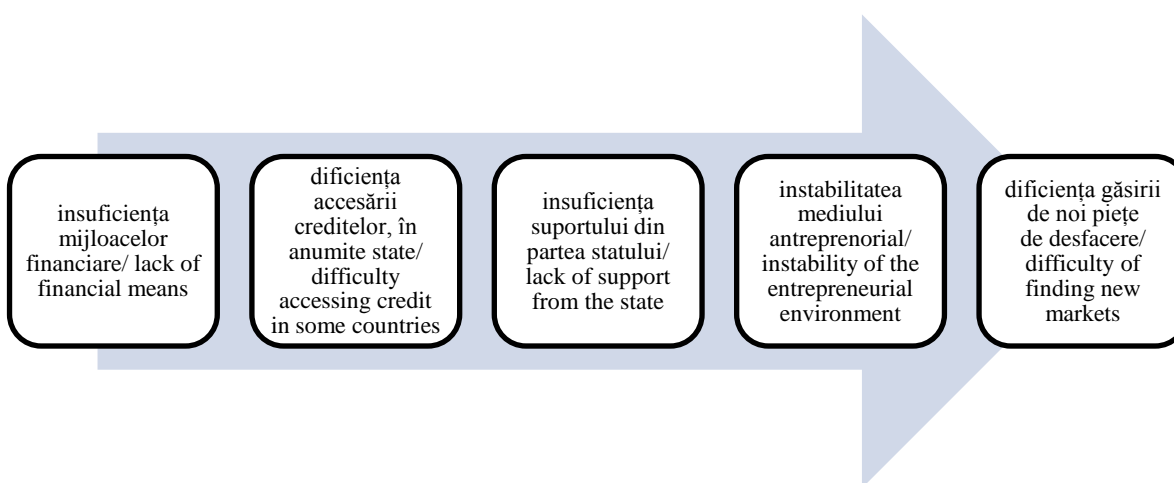 insuficiența
mijloacelor
financiare/ lack of
financial means
dificiența
accesării
creditelor, în
anumite state/
difficulty
accessing credit
in some countries
insuficiența
suportului din
partea statului/
lack of support
from the state
instabilitatea
mediului
antreprenorial/
instability of the
entrepreneurial
environment
dificiența găsirii
de noi piețe
de desfacere/
difficulty of
finding new
markets